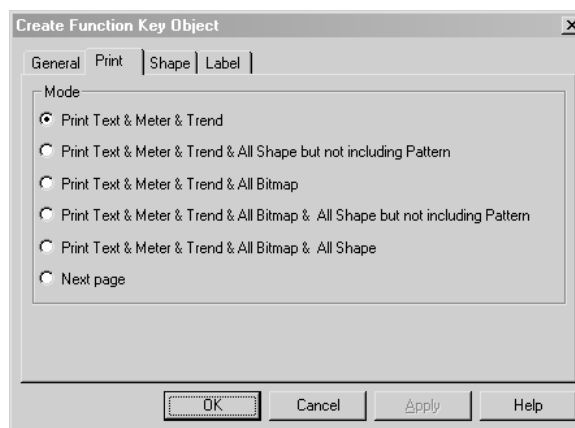 Create Function Key Object
General Print Shape Label
Mode
Print Text & Meter & Trend
Print Text & Meter & Trend & All Shape but not including Pattern
Print Text & Meter & Trend & All Bitmap
Print Text & Meter & Trend & All Bitmap & All Shape but not including Pattern
Print Text & Meter & Trend & All Bitmap & All Shape
Next page
OK Cancel Apply Help